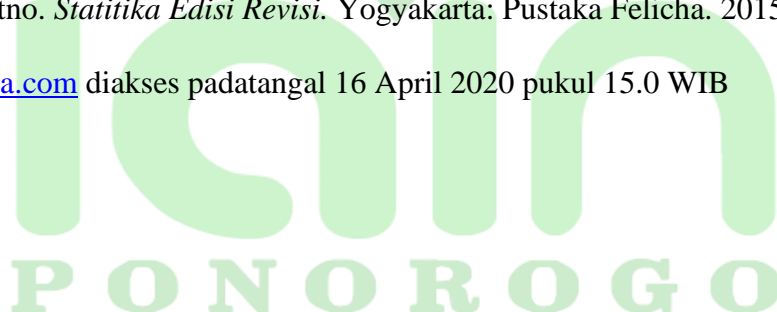 tno. Statitika Edisi Revisi. Yogyakarta: Pustaka Felicha. 2015
a.com diakses padatangal 16 April 2020 pukul 15.0 WIB
iain
PONOROGO